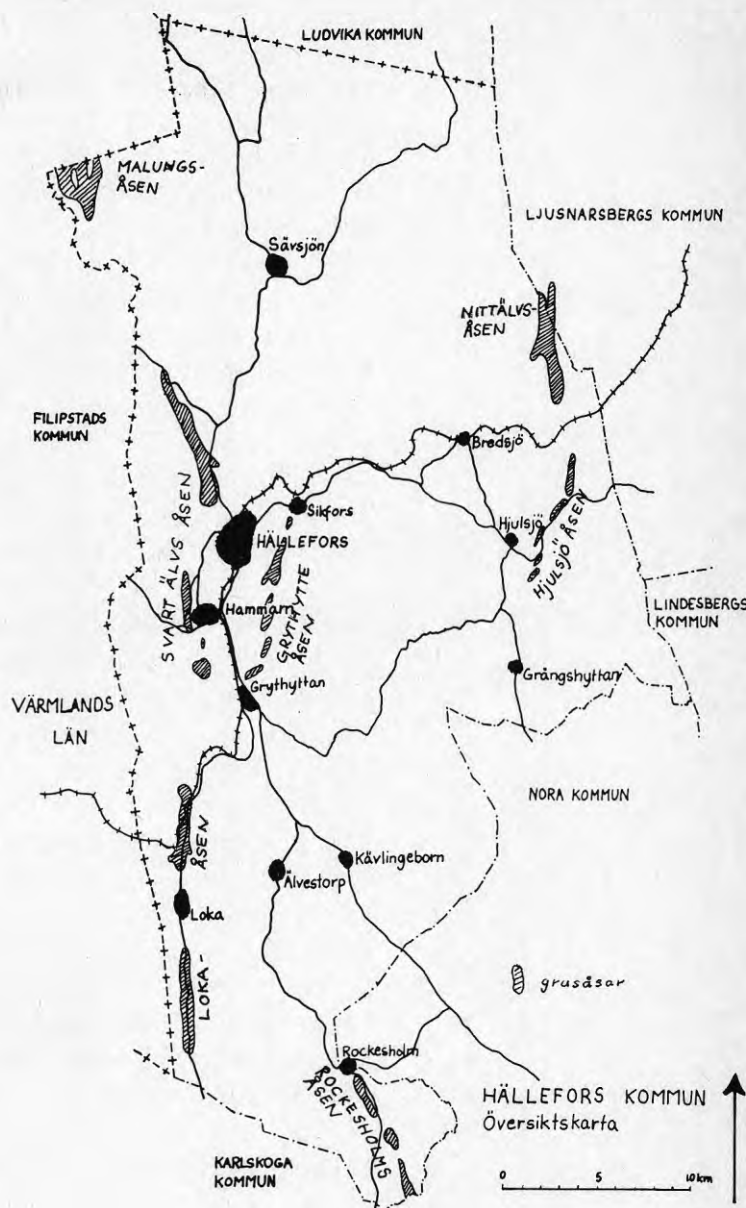 LUDVIKA KOMMUN
MALUNGS-
ÅSEN
LJUSNARSBERGS KOMMUN
Sävsjön
NITTÄLVS-
ÅSEN
FILIPSTADS
KOMMUN
Bredsjö
Sikfors
Hjulsjö
HÄLLEFORS
HJULSJÖ ÅSEN
SVART ÄLVS ÅSEN
Hammarn
GRYTHYTTE
ÅSEN
LINDESBERGS
KOMMUN
Grythyttan
Grängshyttan
VÄRMLANDS
LÄN
NORA KOMMUN
LOKA-
ÅSEN
Kävlingeborn
Älvestorp
Loka
grusåsar
Rockesholm
ROCKESHOLMS
ÅSEN
HÄLLEFORS KOMMUN
Översiktskarta
KARLSKOGA
KOMMUN
0 5 10 km